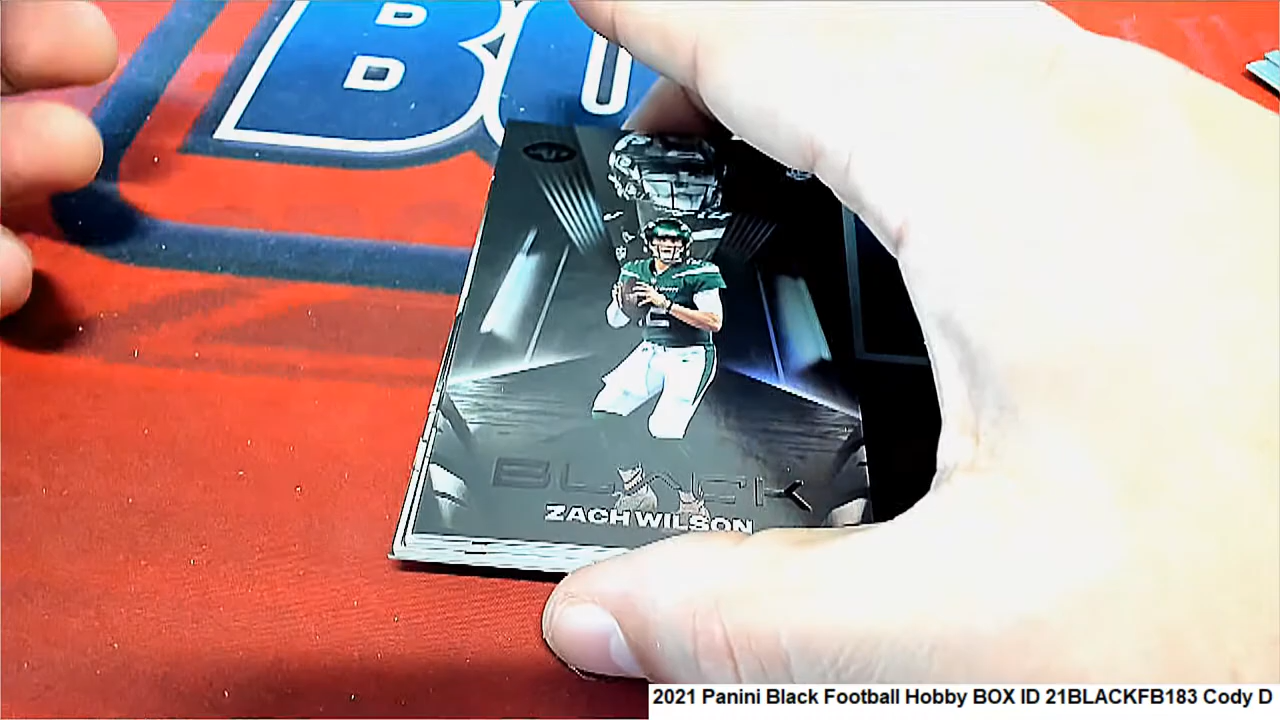 BLACK
ZACH WILSON
2021 Panini Black Football Hobby BOX ID 21BLACKFB183 Cody D